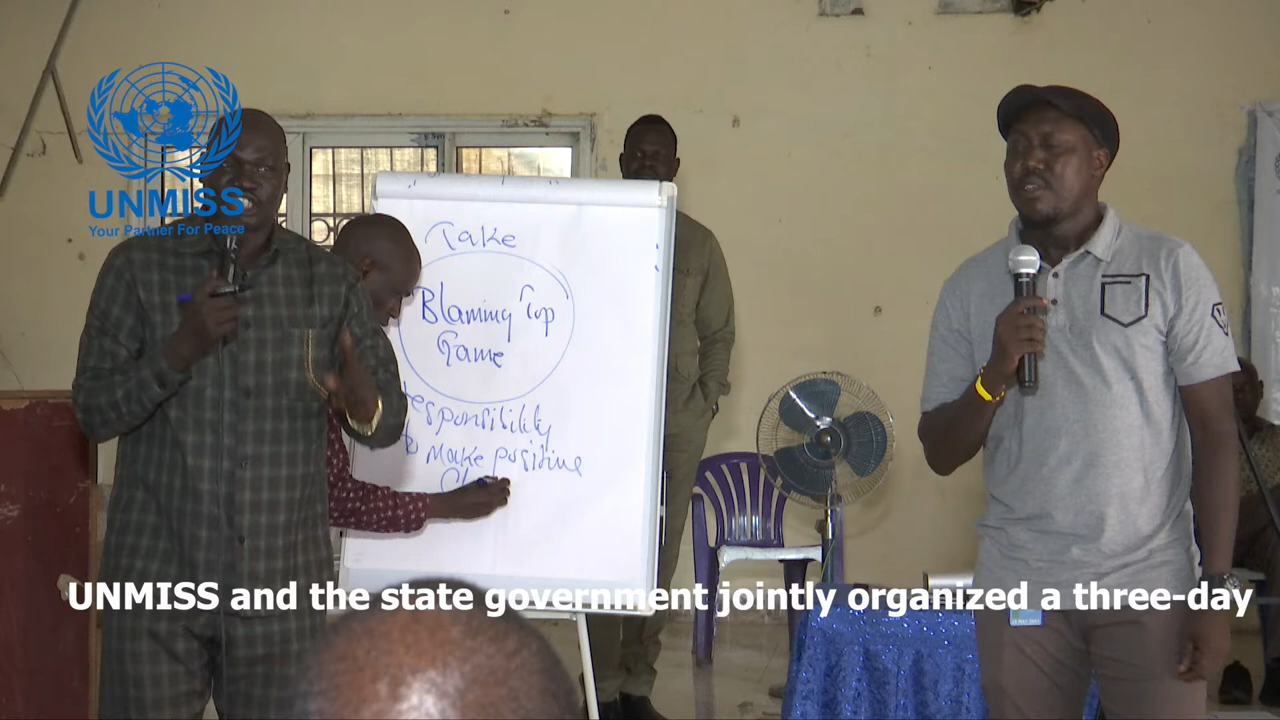 UNMISS
Your Partner For Peace
Take
Blaming Top
Game
responsibility
to make positive
UNMISS and the state government jointly organized a three-day